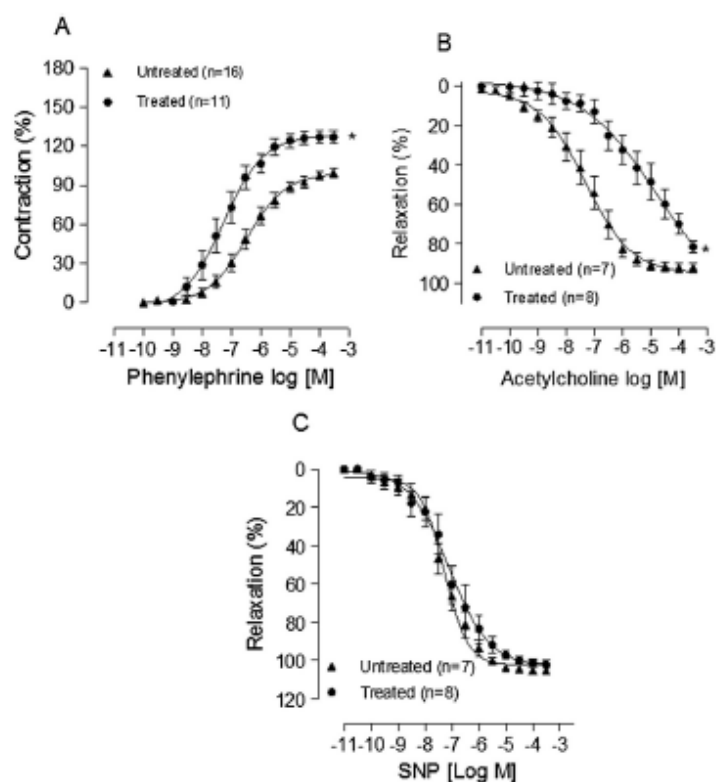 A
Untreated (n=16)
Treated (n=11)
180
150
120
90
60
30
0
Contraction (%)
*
-11 -10 -9 -8 -7 -6 -5 -4 -3
Phenylephrine log [M]
B
0
20
40
60
80
100
Relaxation (%)
*
Untreated (n=7)
Treated (n=8)
-11 -10 -9 -8 -7 -6 -5 -4 -3
Acetylcholine log [M]
C
0
20
40
60
80
100
120
Relaxation (%)
Untreated (n=7)
Treated (n=8)
-11 -10 -9 -8 -7 -6 -5 -4 -3
SNP [Log M]